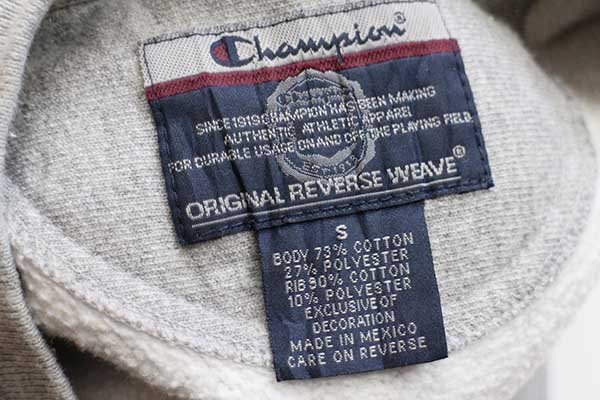 Champion®
SINCE 1919 CHAMPION HAS BEEN MAKING
AUTHENTIC ATHLETIC APPAREL
FOR DURABLE USAGE ON AND OFF THE PLAYING FIELD.
EST. 1919
ORIGINAL REVERSE WEAVE®
S
BODY 73% COTTON
27% POLYESTER
RIB 90% COTTON
10% POLYESTER
EXCLUSIVE OF
DECORATION
MADE IN MEXICO
CARE ON REVERSE